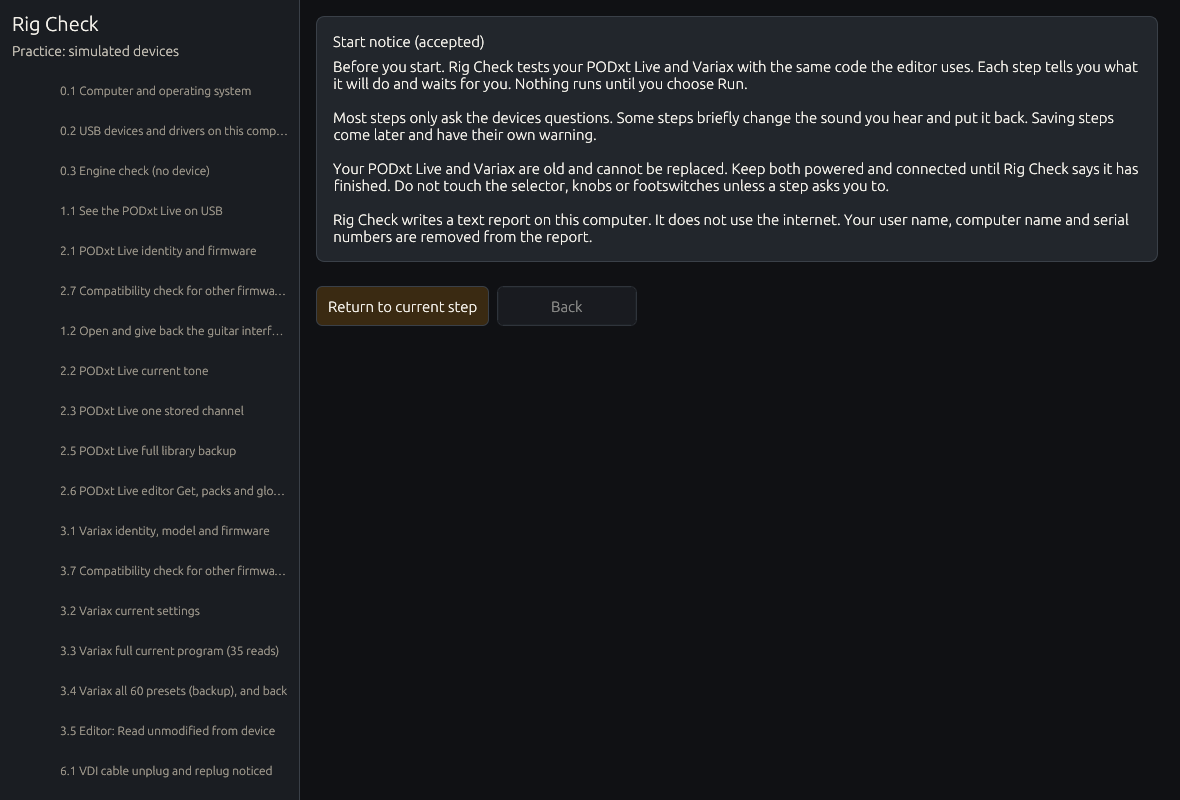 Rig Check
Practice: simulated devices
0.1 Computer and operating system
0.2 USB devices and drivers on this comp…
0.3 Engine check (no device)
1.1 See the PODxt Live on USB
2.1 PODxt Live identity and firmware
2.7 Compatibility check for other firmwa…
1.2 Open and give back the guitar interf…
2.2 PODxt Live current tone
2.3 PODxt Live one stored channel
2.5 PODxt Live full library backup
2.6 PODxt Live editor Get, packs and glo…
3.1 Variax identity, model and firmware
3.7 Compatibility check for other firmwa…
3.2 Variax current settings
3.3 Variax full current program (35 reads)
3.4 Variax all 60 presets (backup), and back
3.5 Editor: Read unmodified from device
6.1 VDI cable unplug and replug noticed
Start notice (accepted)
Before you start. Rig Check tests your PODxt Live and Variax with the same code the editor uses. Each step tells you what
it will do and waits for you. Nothing runs until you choose Run.
Most steps only ask the devices questions. Some steps briefly change the sound you hear and put it back. Saving steps
come later and have their own warning.
Your PODxt Live and Variax are old and cannot be replaced. Keep both powered and connected until Rig Check says it has
finished. Do not touch the selector, knobs or footswitches unless a step asks you to.
Rig Check writes a text report on this computer. It does not use the internet. Your user name, computer name and serial
numbers are removed from the report.
Return to current step
Back